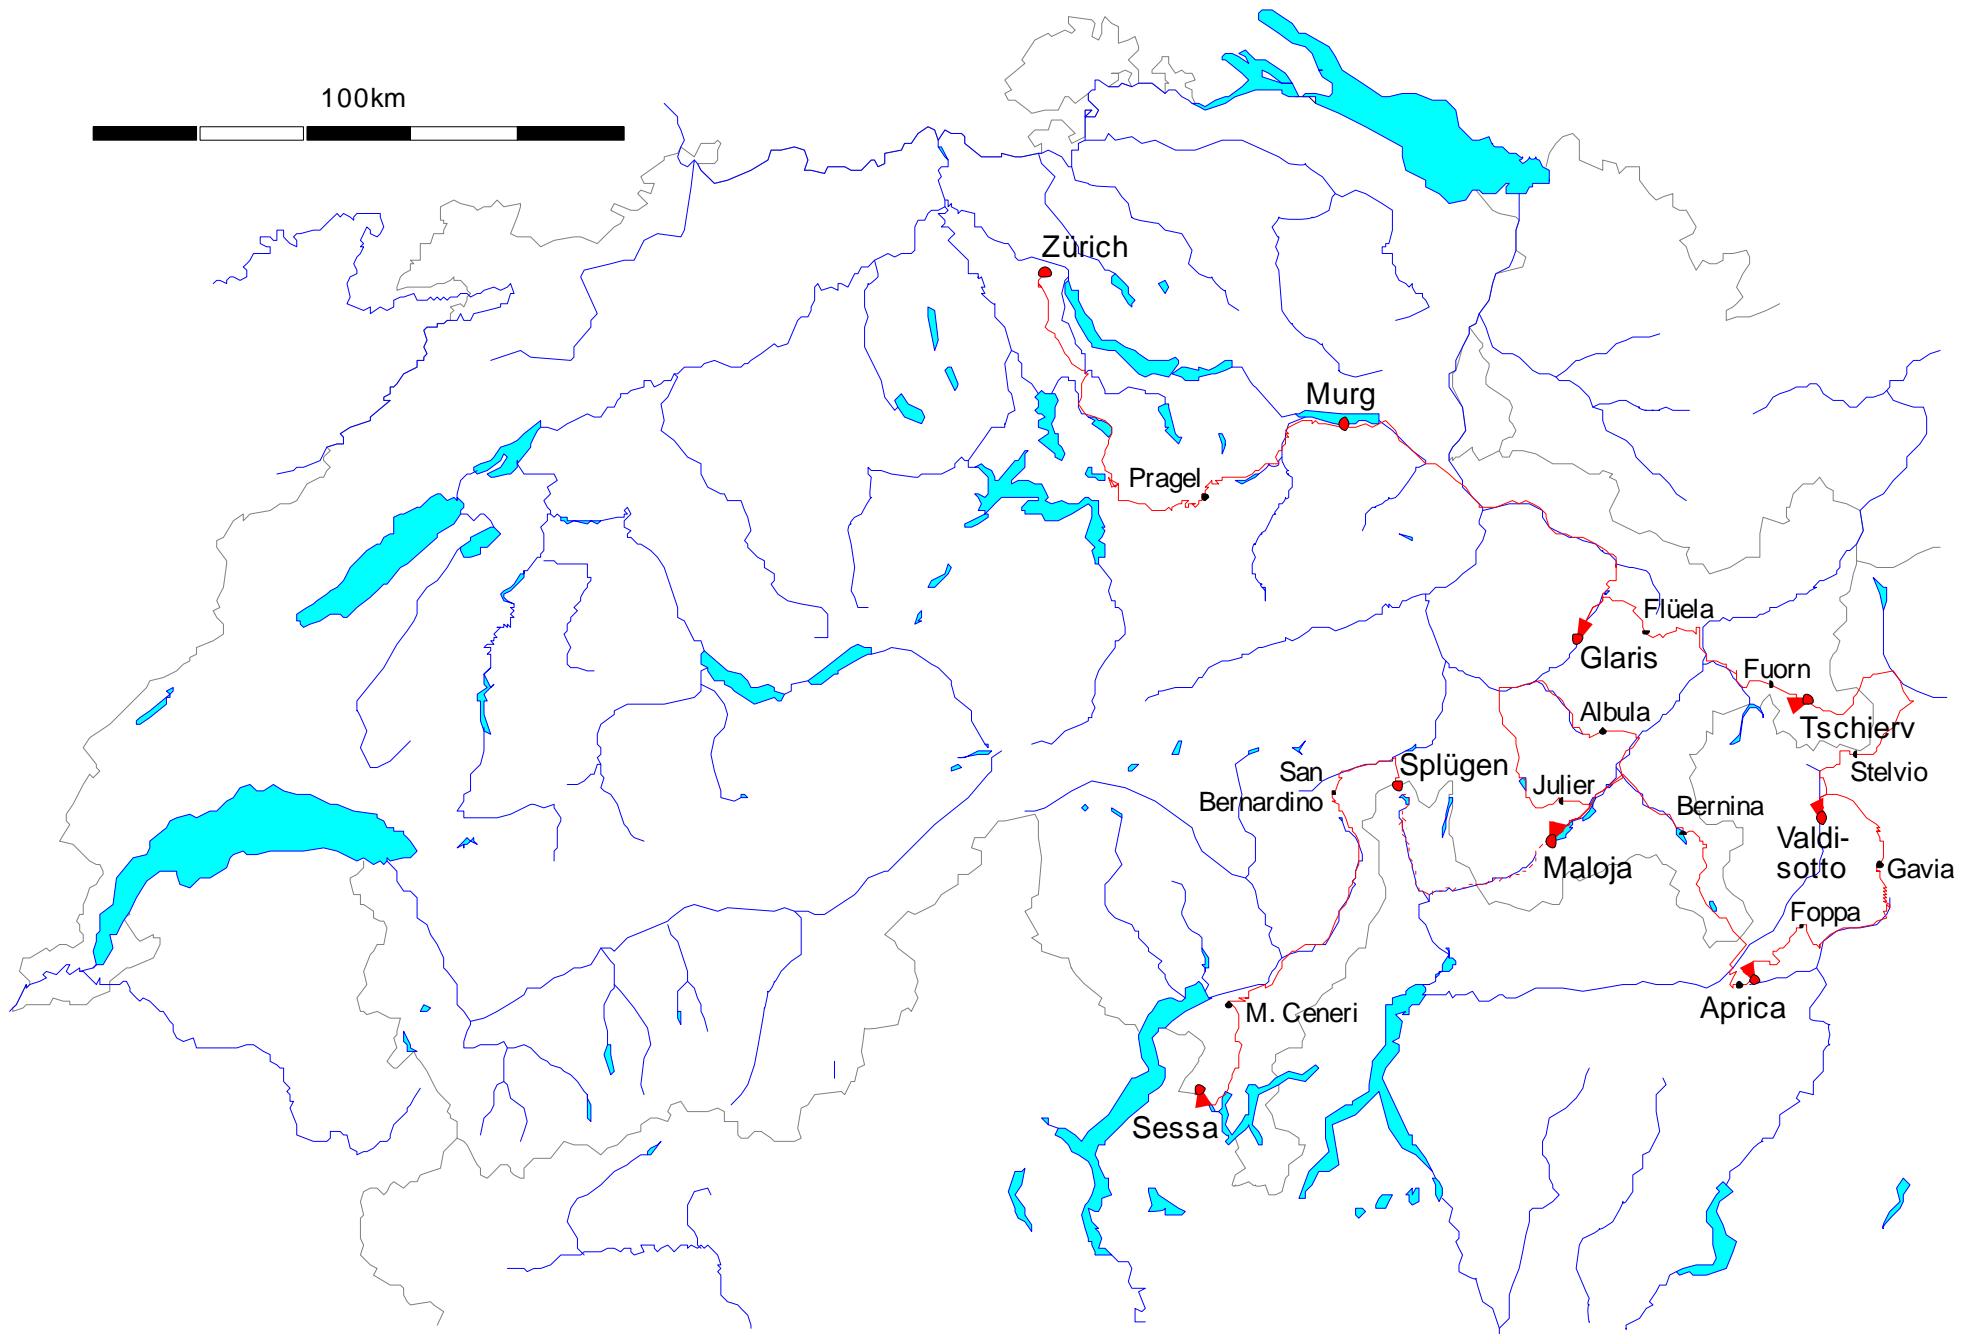 100km
Zürich
Murg
Pragel
Flüela
Glaris
Fuorn
Albula
Tschierv
San
Bernardino
Splügen
Julier
Stelvio
Bernina
Valdi-
sotto
Maloja
Gavia
Foppa
Aprica
M. Ceneri
Sessa